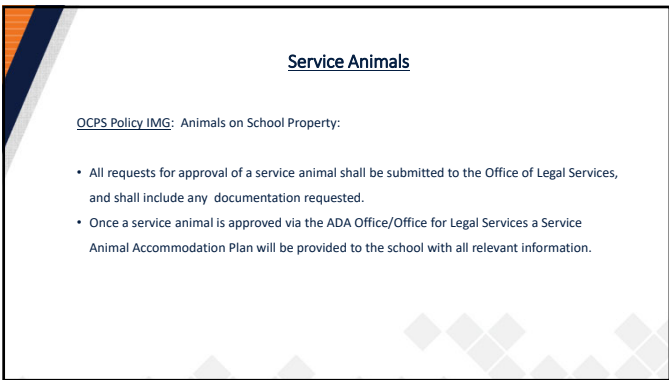 Service Animals
OCPS Policy IMG: Animals on School Property:
• All requests for approval of a service animal shall be submitted to the Office of Legal Services,
and shall include any documentation requested.
• Once a service animal is approved via the ADA Office/Office for Legal Services a Service
Animal Accommodation Plan will be provided to the school with all relevant information.